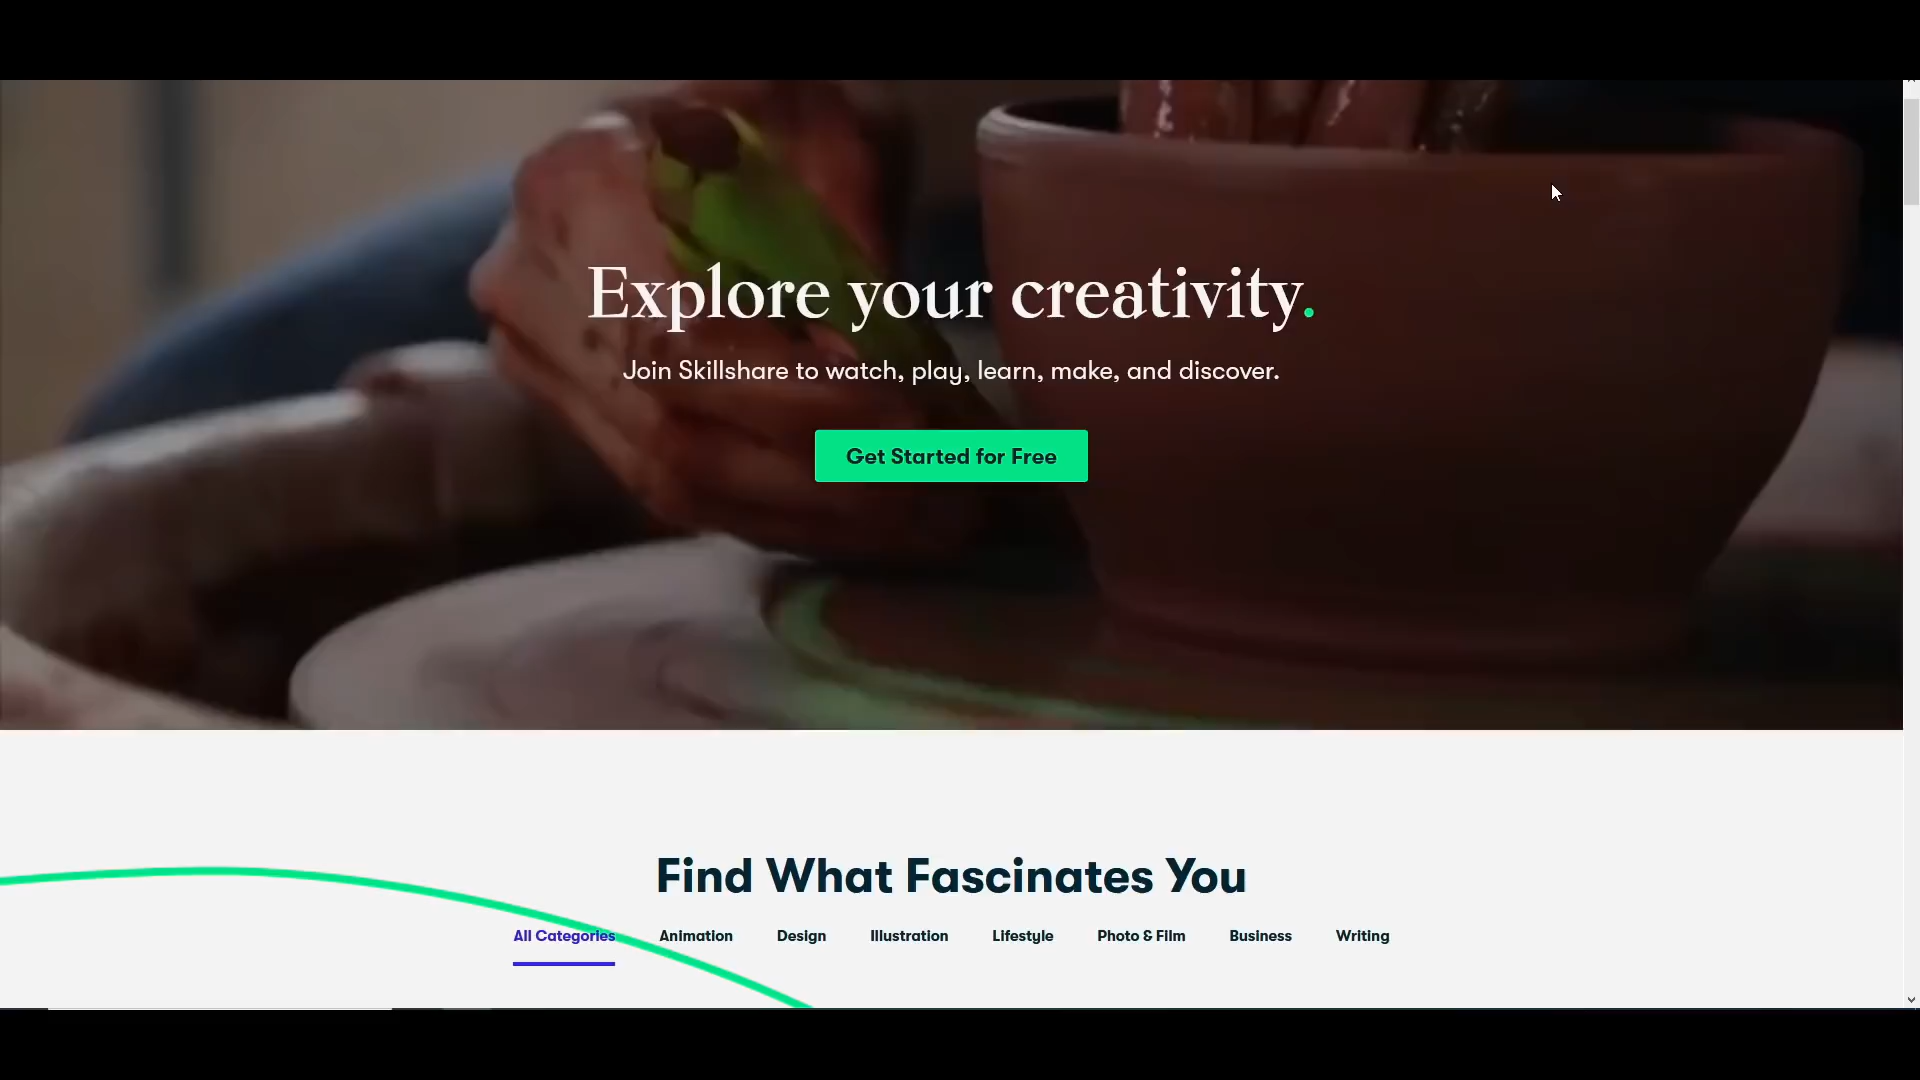 Explore your creativity.
Join Skillshare to watch, play, learn, make, and discover.
Get Started for Free
Find What Fascinates You
All Categories Animation Design Illustration Lifestyle Photo & Film Business Writing